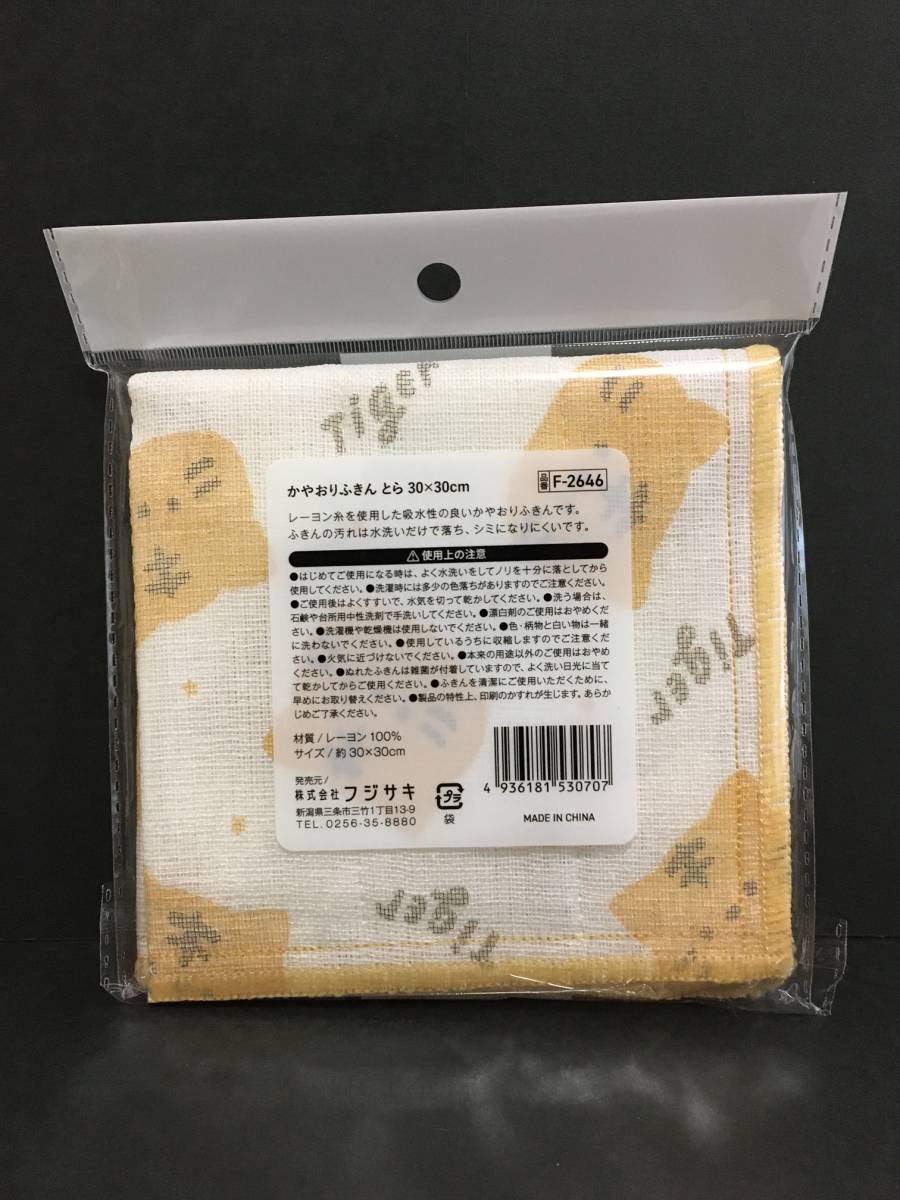 Tiger
かやおりふきん とら 30×30cm
品番 F-2646
レーヨン糸を使用した吸水性の良いかやおりふきんです。
ふきんの汚れは水洗いだけで落ち、シミになりにくいです。
⚠使用上の注意
●はじめてご使用になる時は、よく水洗いをしてノリを十分に落としてから
使用してください。●洗濯時には多少の色落ちがありますのでご注意ください。
●ご使用後はよくすすいで、水気を切って乾かしてください。●洗う場合は、
石鹸や台所用中性洗剤で手洗いしてください。●漂白剤のご使用はおやめくだ
さい。●洗濯機や乾燥機は使用しないでください。●色・柄物と白い物は一緒
に洗わないでください。●使用しているうちに収縮しますのでご注意くださ
い。●火気に近づけないでください。●本来の用途以外のご使用はおやめ
ください。●ぬれたふきんは雑菌が付着していますので、よく洗い日光に当て
て乾かしてからご使用ください。●ふきんを清潔にご使用いただくために、
早めにお取り替えください。●製品の特性上、印刷のかすれが生じます。あらか
じめご了承ください。
材質/レーヨン100%
サイズ/約30×30cm
発売元/
株式会社フジサキ
新潟県三条市三竹1丁目13-9
TEL.0256-35-8880
プラ
袋
4 936181 530707
MADE IN CHINA
Tiger
Tiger